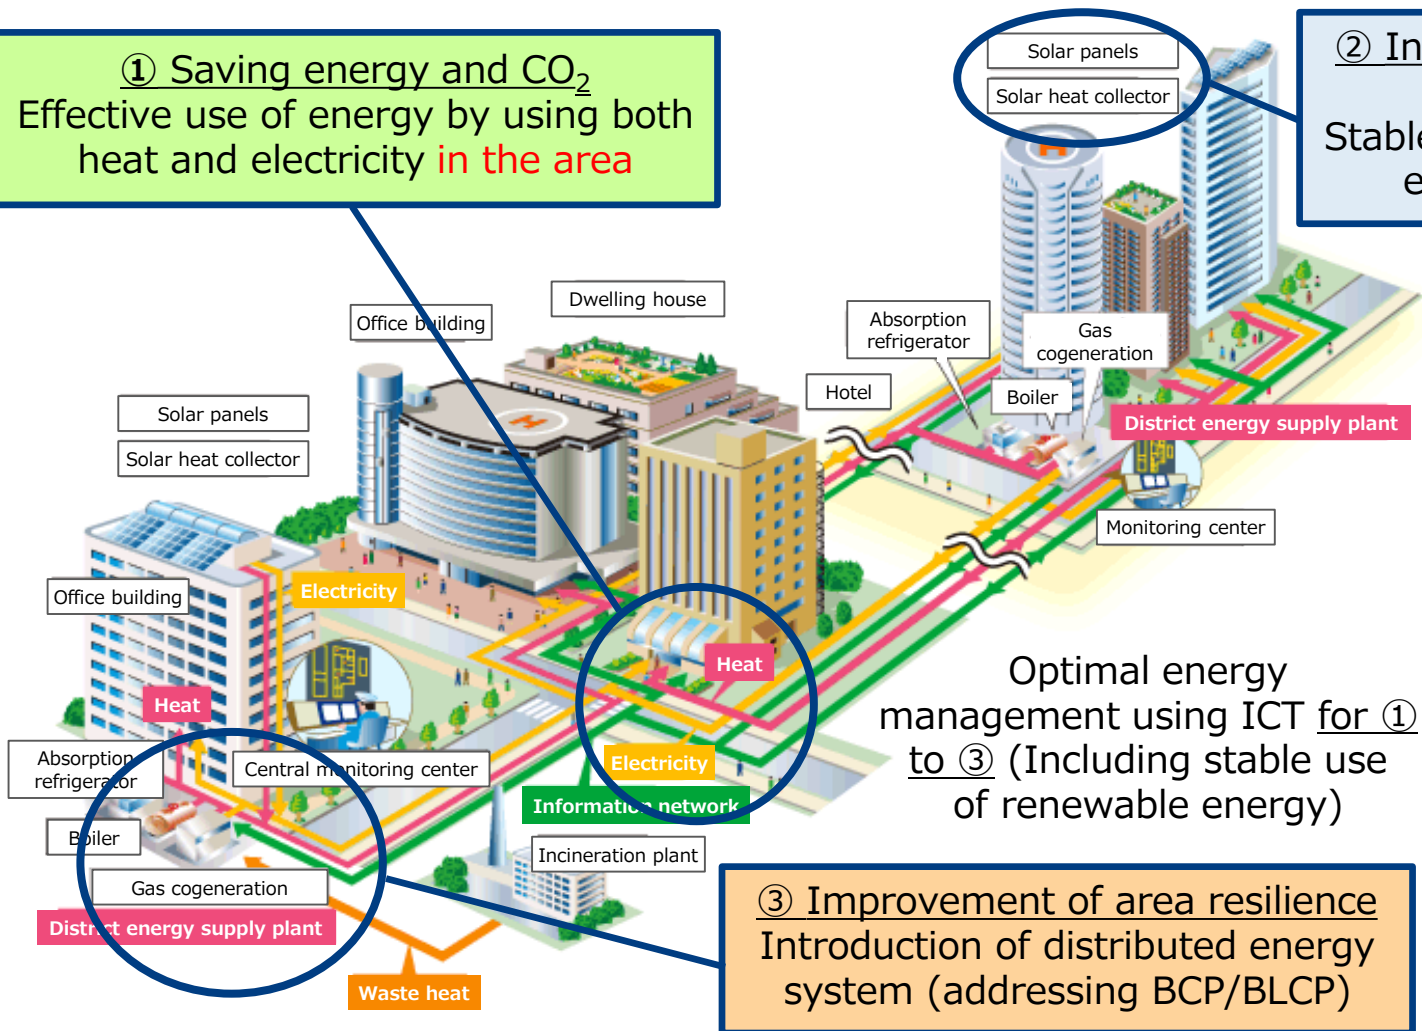 ① Saving energy and CO₂
Effective use of energy by using both
heat and electricity in the area
Solar panels
Solar heat collector
② In
Stable
e
Dwelling house
Office building
Absorption
refrigerator
Gas
cogeneration
Hotel
Boiler
District energy supply plant
Monitoring center
Solar panels
Solar heat collector
Office building
Electricity
Heat
Heat
Absorption
refrigerator
Central monitoring center
Electricity
Information network
Boiler
Incineration plant
Gas cogeneration
District energy supply plant
Waste heat
Optimal energy
management using ICT for ①
to ③ (Including stable use
of renewable energy)
③ Improvement of area resilience
Introduction of distributed energy
system (addressing BCP/BLCP)
H
H